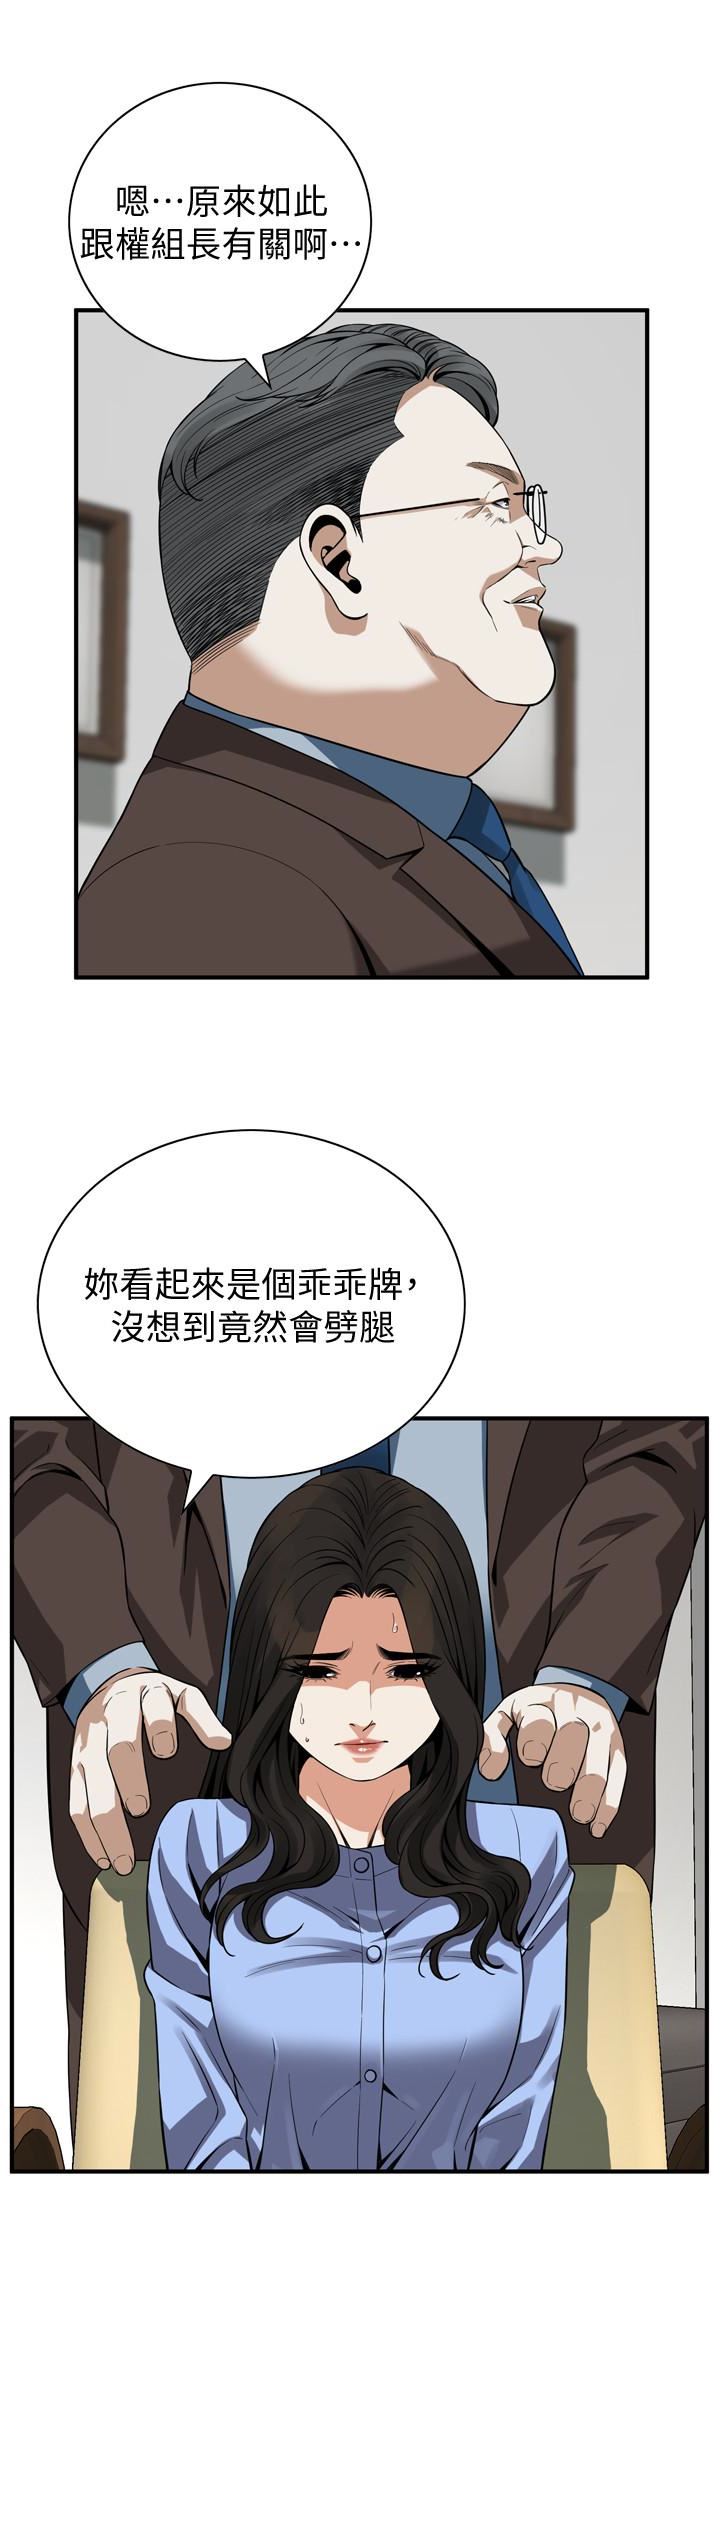 嗯⋯原來如此
跟權組長有關啊⋯
妳看起來是個乖乖牌，
沒想到竟然會劈腿